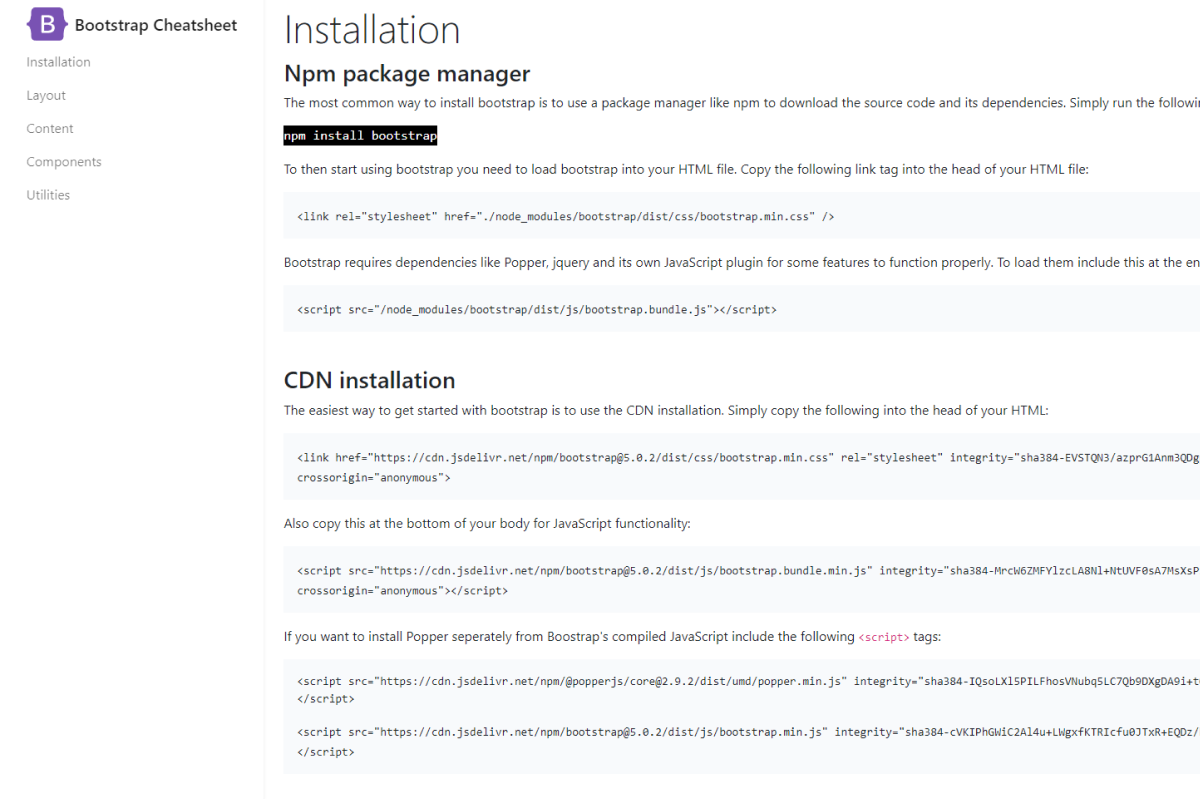 B Bootstrap Cheatsheet
Installation
Layout
Content
Components
Utilities
Installation
Npm package manager
The most common way to install bootstrap is to use a package manager like npm to download the source code and its dependencies. Simply run the
npm install bootstrap
To then start using bootstrap you need to load bootstrap into your HTML file. Copy the following link tag into the head of your HTML file:
<link rel="stylesheet" href="./node_modules/bootstrap/dist/css/bootstrap.min.css" />
Bootstrap requires dependencies like Popper, jquery and its own JavaScript plugin for some features to function properly. To load them include this at the
<script src="/node_modules/bootstrap/dist/js/bootstrap.bundle.js"></script>
CDN installation
The easiest way to get started with bootstrap is to use the CDN installation. Simply copy the following into the head of your HTML:
<link href="https://cdn.jsdelivr.net/npm/bootstrap@5.0.2/dist/css/bootstrap.min.css" rel="stylesheet" integrity="sha384-EVSTQN3/azprG1Anm3QDg
crossorigin="anonymous">
Also copy this at the bottom of your body for JavaScript functionality:
<script src="https://cdn.jsdelivr.net/npm/bootstrap@5.0.2/dist/js/bootstrap.bundle.min.js" integrity="sha384-MrcW6ZMFYlzcLA8Nl+NtUVF0sA7MsXsP
crossorigin="anonymous"></script>
If you want to install Popper seperately from Boostrap's compiled JavaScript include the following <script> tags:
<script src="https://cdn.jsdelivr.net/npm/@popperjs/core@2.9.2/dist/umd/popper.min.js" integrity="sha384-IQsoLXl5PILFhosVNubq5LC7Qb9DXgDA9i+t
</script>
<script src="https://cdn.jsdelivr.net/npm/bootstrap@5.0.2/dist/js/bootstrap.min.js" integrity="sha384-cVKIPhGWiC2Al4u+LWgxfKTRIcfu0JTxR+EQDz/
</script>